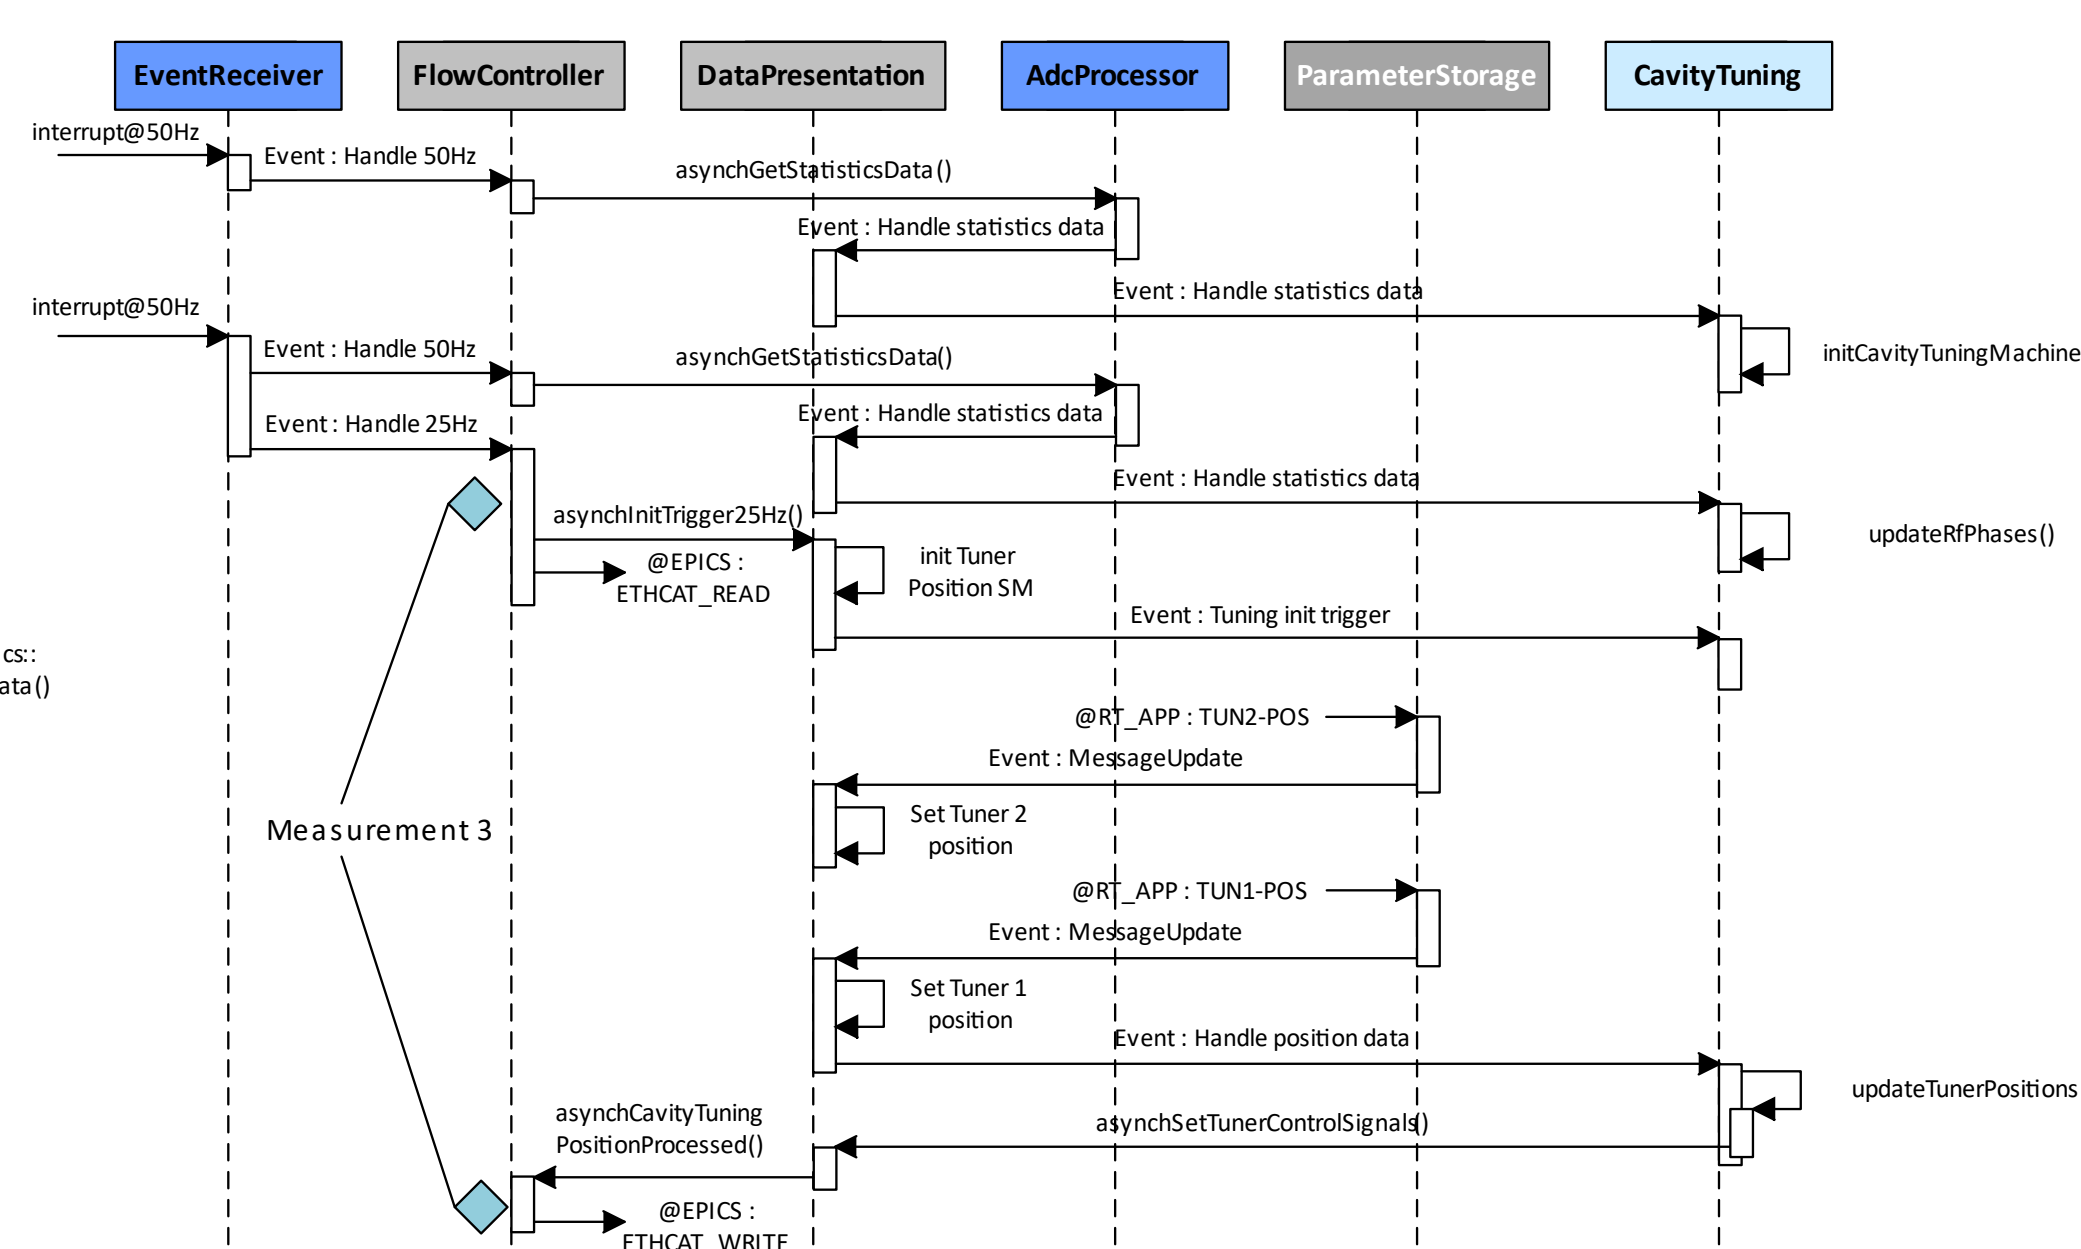 EventReceiver
FlowController
DataPresentation
AdcProcessor
ParameterStorage
CavityTuning
interrupt@50Hz
Event : Handle 50Hz
asynchGetStatisticsData()
Event : Handle statistics data
Event : Handle statistics data
interrupt@50Hz
Event : Handle 50Hz
asynchGetStatisticsData()
initCavityTuningMachine
Event : Handle statistics data
Event : Handle 25Hz
Event : Handle statistics data
asynchInitTrigger25Hz()
updateRfPhases()
@EPICS :
ETHCAT_READ
init Tuner
Position SM
Event : Tuning init trigger
cs::
ata()
@RT_APP : TUN2-POS
Event : MessageUpdate
Set Tuner 2
position
Measurement 3
@RT_APP : TUN1-POS
Event : MessageUpdate
Set Tuner 1
position
Event : Handle position data
updateTunerPositions
asynchCavityTuning
PositionProcessed()
asynchSetTunerControlSignals()
@EPICS :
ETHCAT_WRITE